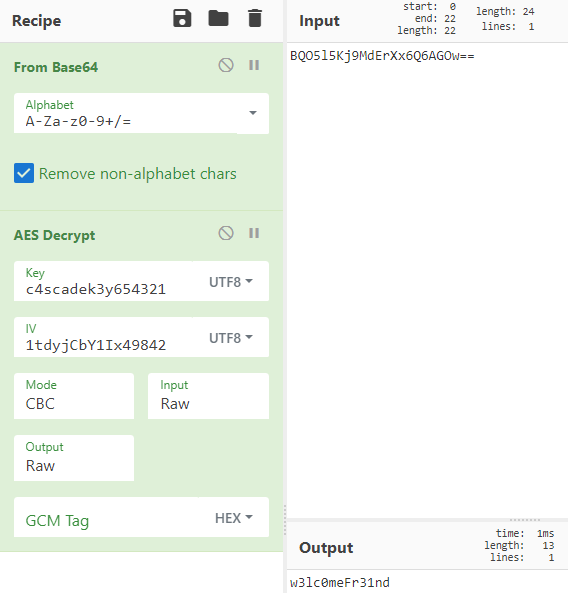 Recipe
From Base64
Alphabet
A-Za-z0-9+/=
Remove non-alphabet chars
AES Decrypt
Key
c4scadek3y654321
UTF8
IV
1tdyjCbY1Ix49842
UTF8
Mode
CBC
Input
Raw
Output
Raw
GCM Tag
HEX
Input
start: 0
end: 22
length: 22
length: 24
lines: 1
BQO5l5Kj9MdErXx6Q6AGOw==
Output
time: 1ms
length: 13
lines: 1
w3lc0meFr31nd